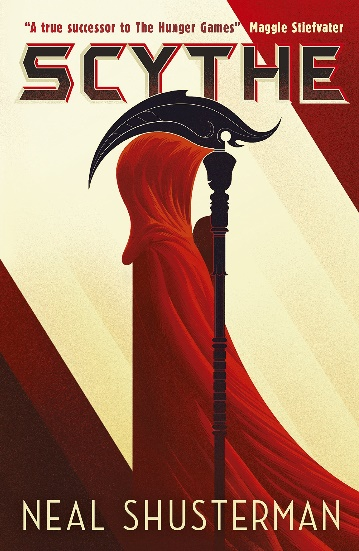 "A true successor to The Hunger Games" Maggie Stiefvater
SCYTHE
NEAL SHUSTERMAN